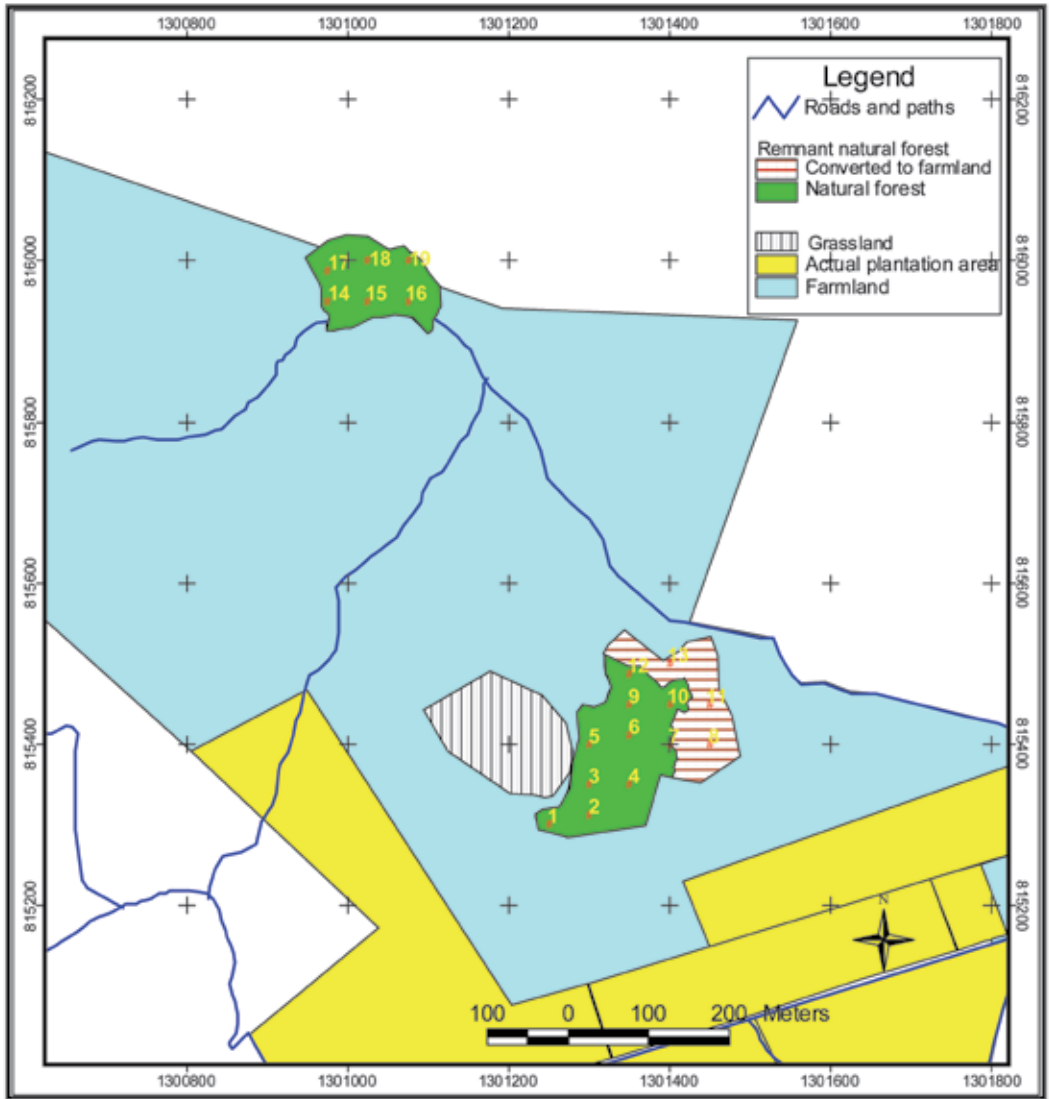 1300800 1301000 1301200 1301400 1301600 1301800
Legend
Roads and paths
Remnant natural forest
Converted to farmland
Natural forest
Grassland
Actual plantation area
Farmland
816200 816200
816000 816000
815800 815800
815600 815600
815400 815400
815200 815200
17 18 19
14 15 16
13
12
9 10 11
6
5 7 8
3 4
2
1
N
100 0 100 200 Meters
1300800 1301000 1301200 1301400 1301600 1301800